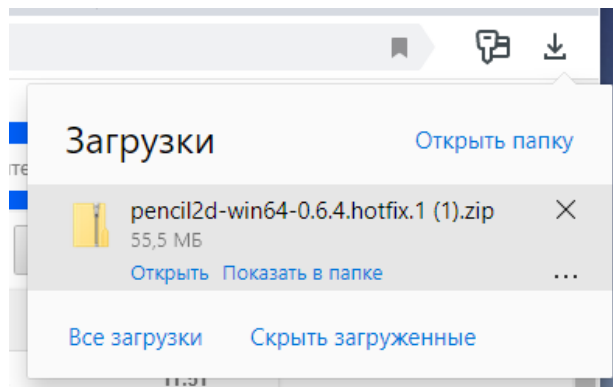 Загрузки
Открыть папку
pencil2d-win64-0.6.4.hotfix.1 (1).zip
55,5 МБ
Открыть Показать в папке
Все загрузки Скрыть загруженные